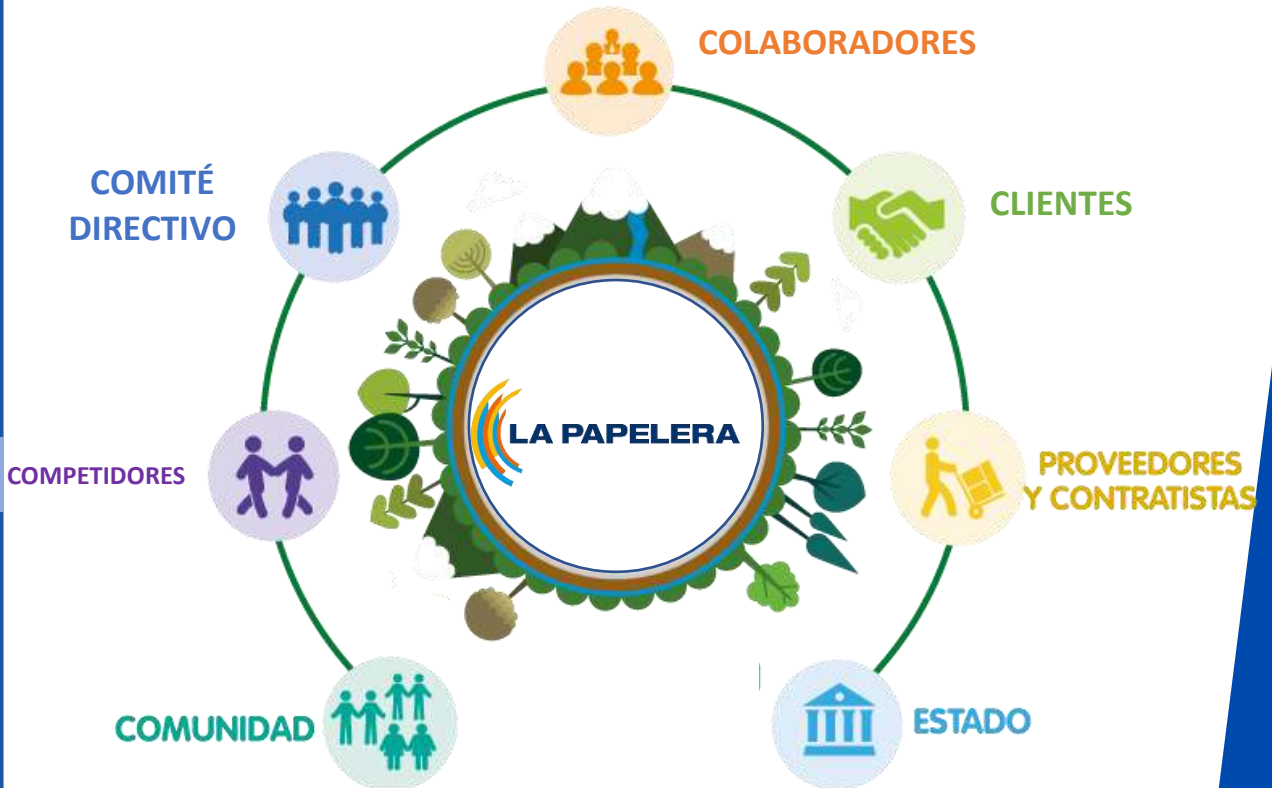 COLABORADORES
COMITÉ
DIRECTIVO
CLIENTES
LA PAPELERA
COMPETIDORES
PROVEEDORES
Y CONTRATISTAS
COMUNIDAD
ESTADO